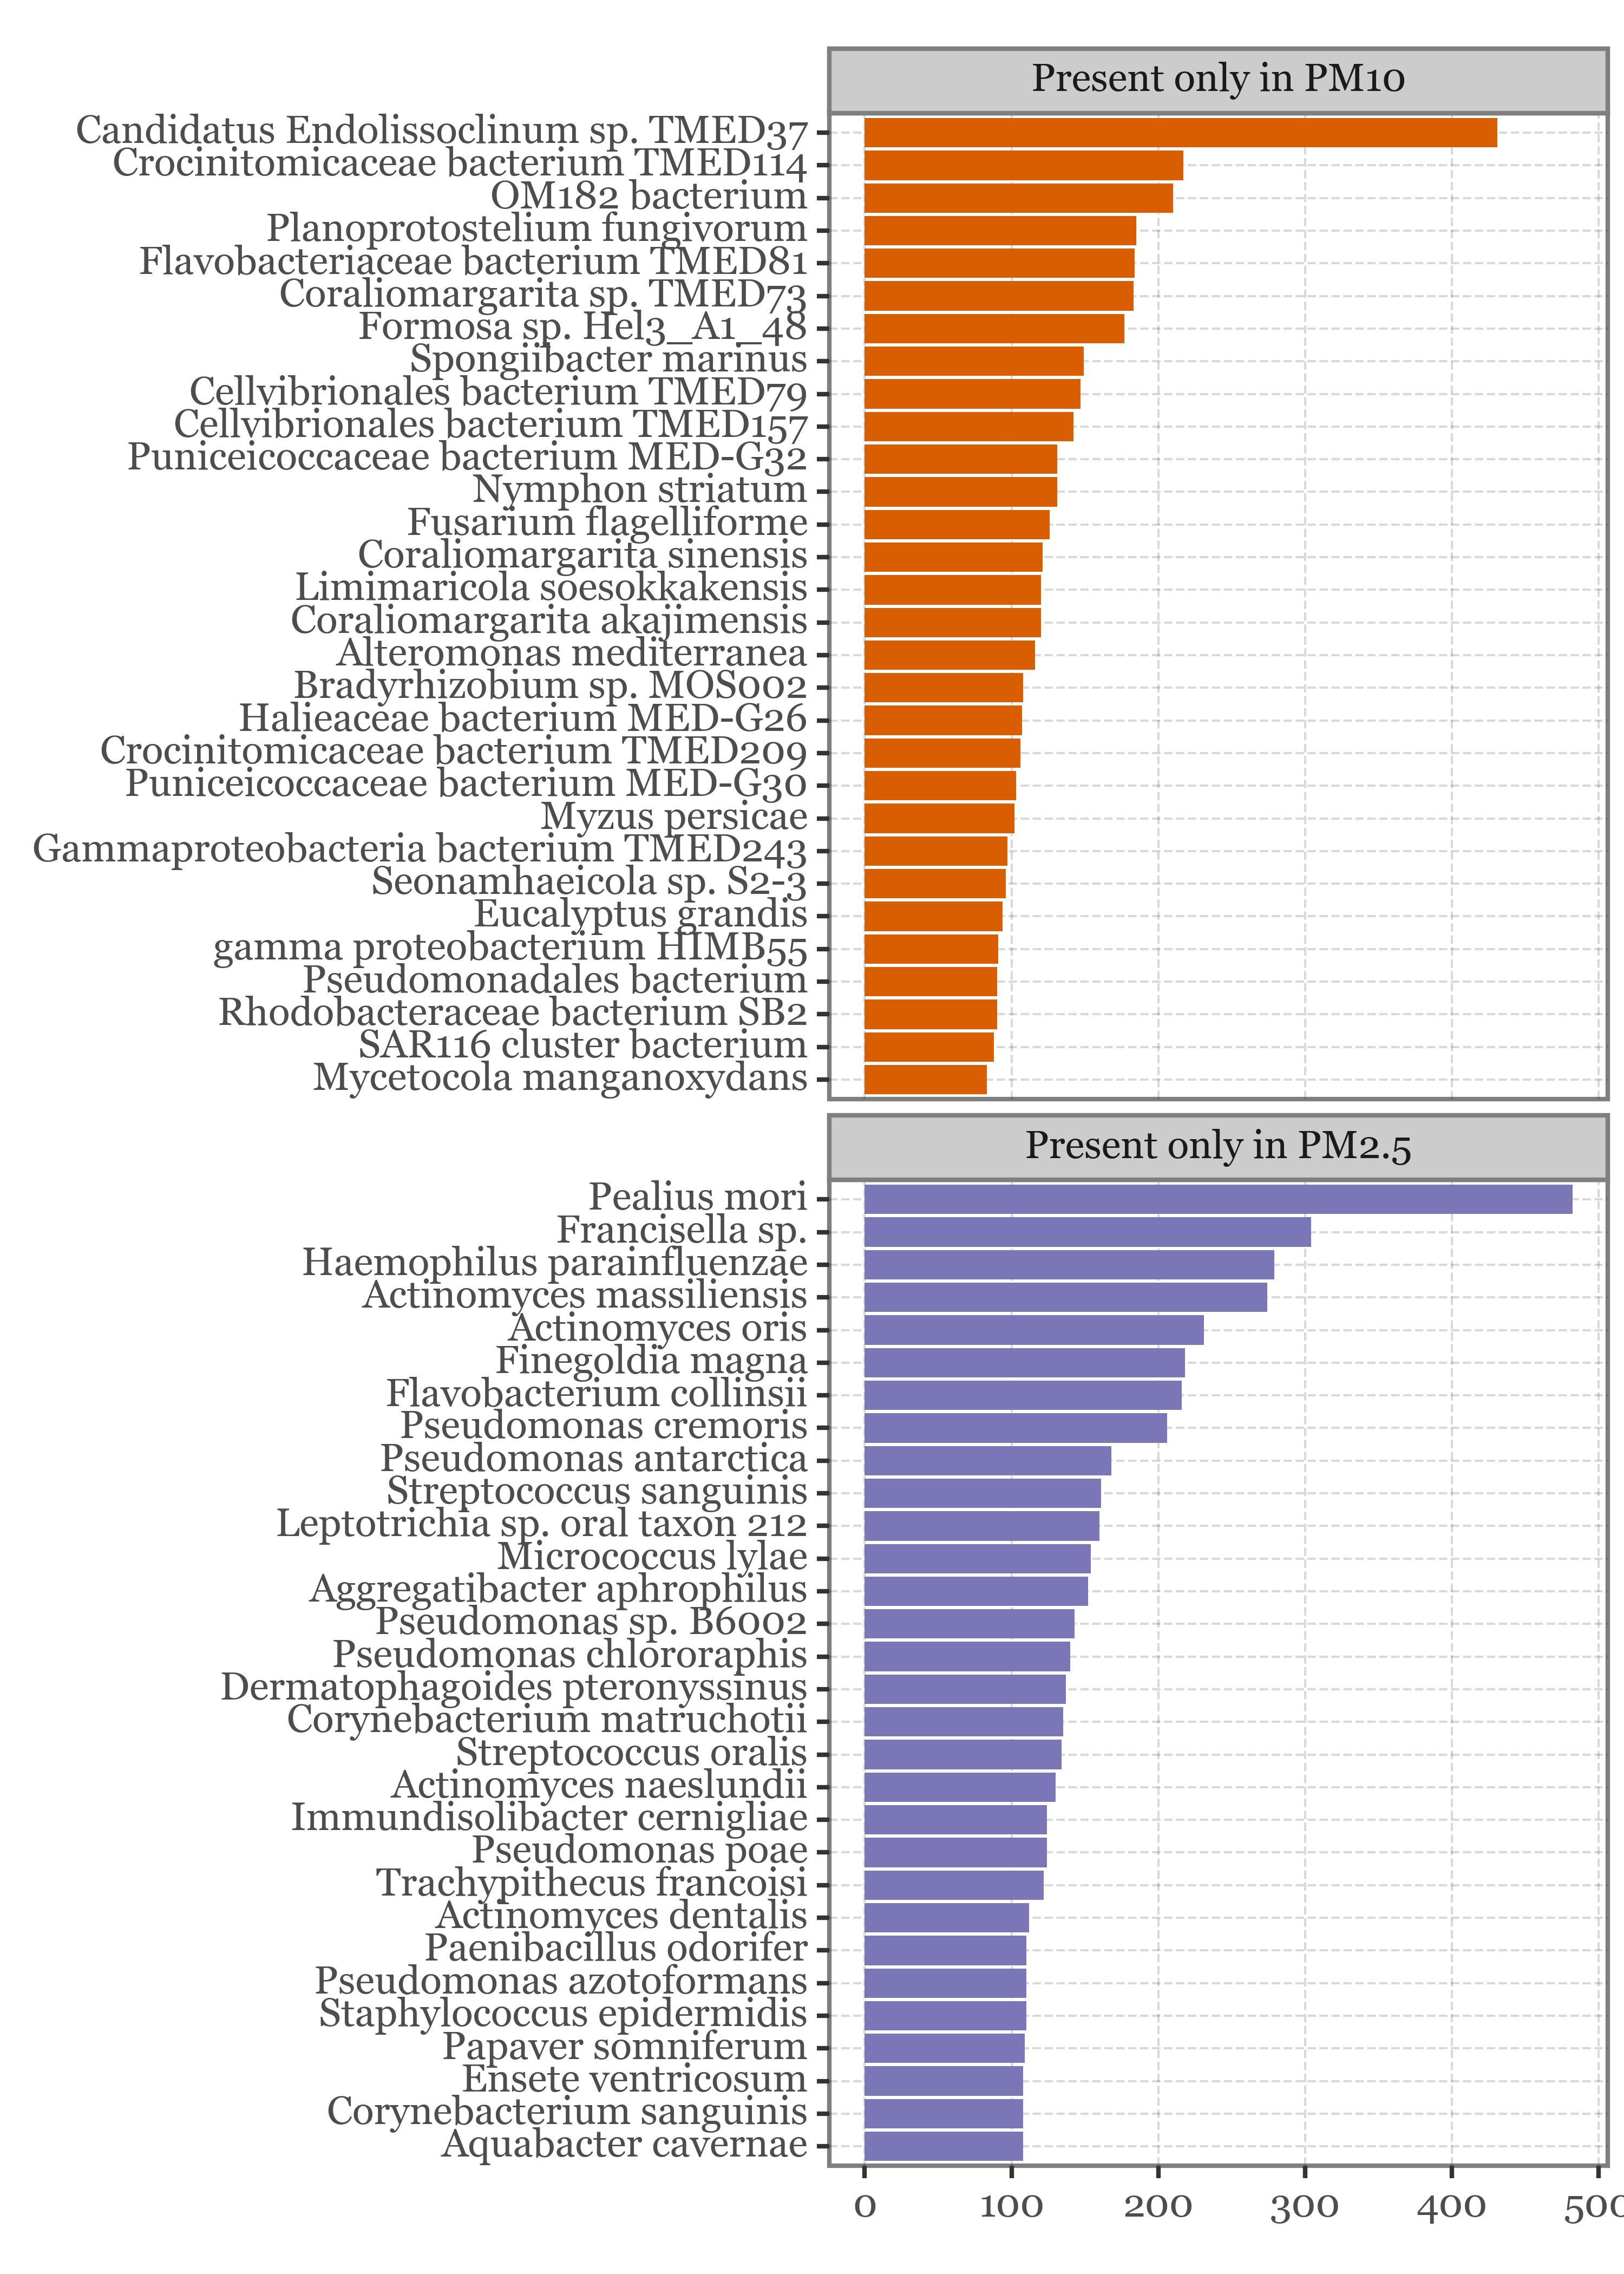 Present only in PM10
Candidatus Endolissoclinum sp. TMED37
Crocinitomicaceae bacterium TMED114
OM182 bacterium
Planoprotostelium fungivorum
Flavobacteriaceae bacterium TMED81
Coraliomargarita sp. TMED73
Formosa sp. Hel3_A1_48
Spongiibacter marinus
Cellvibrionales bacterium TMED79
Cellvibrionales bacterium TMED157
Puniceicoccaceae bacterium MED-G32
Nymphon striatum
Fusarium flagelliforme
Coraliomargarita sinensis
Limimaricola soesokkakensis
Coraliomargarita akajimensis
Alteromonas mediterranea
Bradyrhizobium sp. MOS002
Halieaceae bacterium MED-G26
Crocinitomicaceae bacterium TMED209
Puniceicoccaceae bacterium MED-G30
Myzus persicae
Gammaproteobacteria bacterium TMED243
Seonamhaeicola sp. S2-3
Eucalyptus grandis
gamma proteobacterium HIMB55
Pseudomonadales bacterium
Rhodobacteraceae bacterium SB2
SAR116 cluster bacterium
Mycetocola manganoxydans
Present only in PM2.5
Pealius mori
Francisella sp.
Haemophilus parainfluenzae
Actinomyces massiliensis
Actinomyces oris
Finegoldia magna
Flavobacterium collinsii
Pseudomonas cremoris
Pseudomonas antarctica
Streptococcus sanguinis
Leptotrichia sp. oral taxon 212
Micrococcus lylae
Aggregatibacter aphrophilus
Pseudomonas sp. B6002
Pseudomonas chlororaphis
Dermatophagoides pteronyssinus
Corynebacterium matruchotii
Streptococcus oralis
Actinomyces naeslundii
Immundisolibacter cernigliae
Pseudomonas poae
Trachypithecus francoisi
Actinomyces dentalis
Paenibacillus odorifer
Pseudomonas azotoformans
Staphylococcus epidermidis
Papaver somniferum
Ensete ventricosum
Corynebacterium sanguinis
Aquabacter cavernae
0 100 200 300 400 500